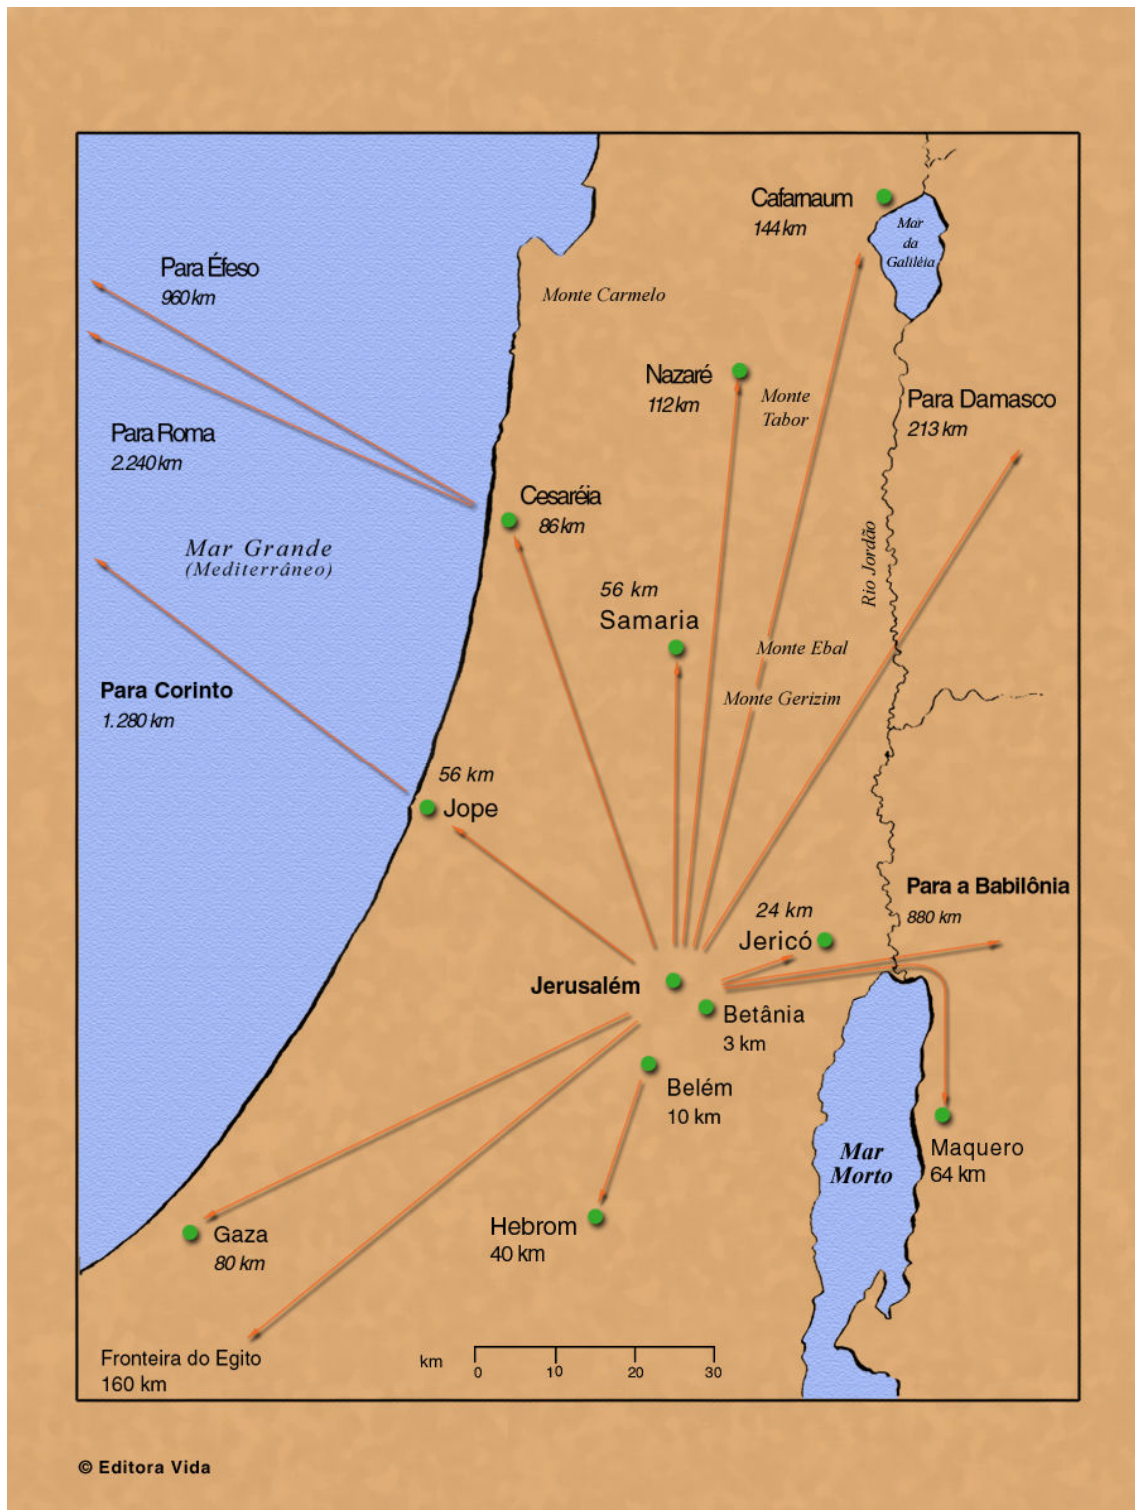 Cafarnaum
144 km
Mar
da
Galiléia
Para Éfeso
960 km
Monte Carmelo
Nazaré
112 km
Monte
Tabor
Para Damasco
213 km
Para Roma
2.240 km
Cesaréia
86 km
Mar Grande
(Mediterrâneo)
Rio Jordão
56 km
Samaria
Monte Ebal
Para Corinto
1.280 km
Monte Gerizim
56 km
Jope
Para a Babilônia
880 km
24 km
Jericó
Jerusalém
Betânia
3 km
Belém
10 km
Mar
Morto
Maquero
64 km
Gaza
80 km
Hebrom
40 km
Fronteira do Egito
160 km
km
0 10 20 30
© Editora Vida